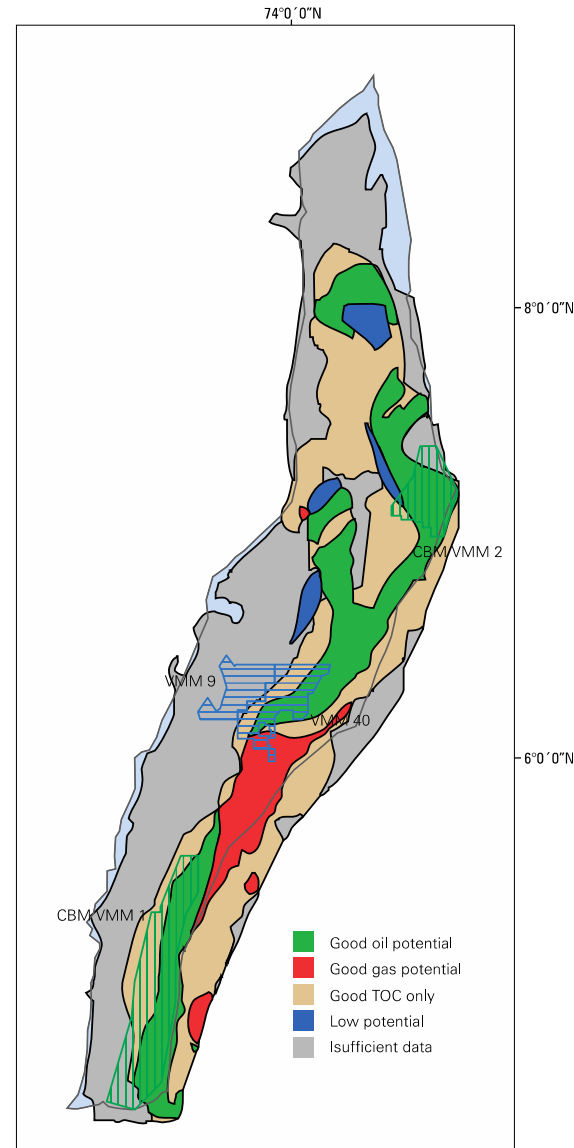 74°0´0”N
8°0´0”N
CBM VMM 2
VMM 9
VMM 40
6°0´0”N
CBM VMM 1
Good oil potential
Good gas potential
Good TOC only
Low potential
Isufficient data